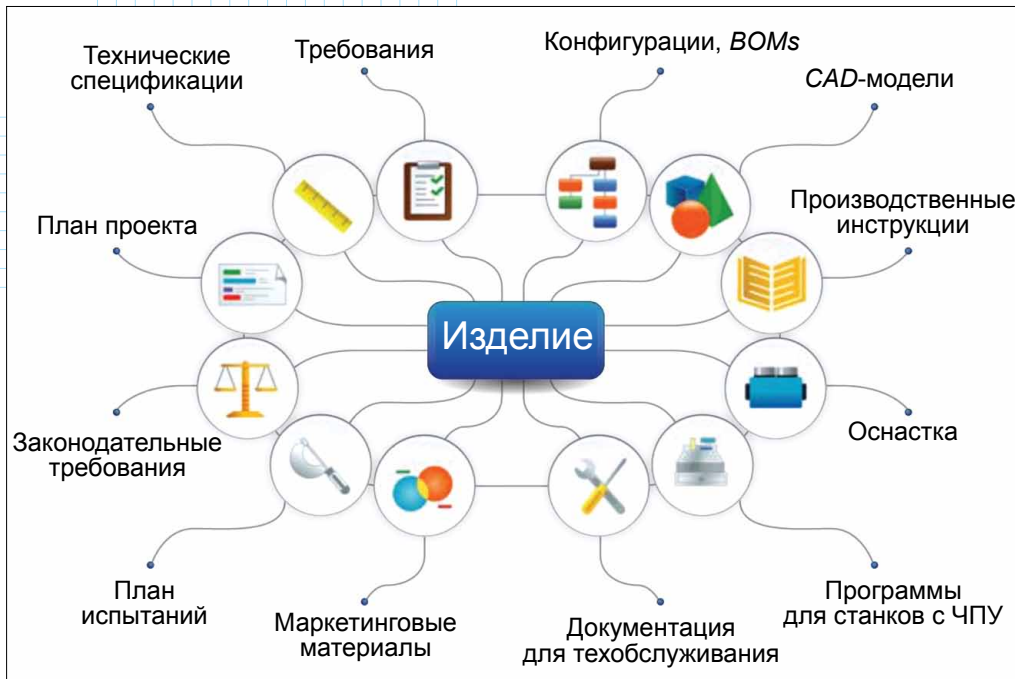 Технические
спецификации
Требования
Конфигурации, BOMs
CAD-модели
План проекта
Производственные
инструкции
Изделие
Законодательные
требования
Оснастка
План
испытаний
Маркетинговые
материалы
Документация
для техобслуживания
Программы
для станков с ЧПУ